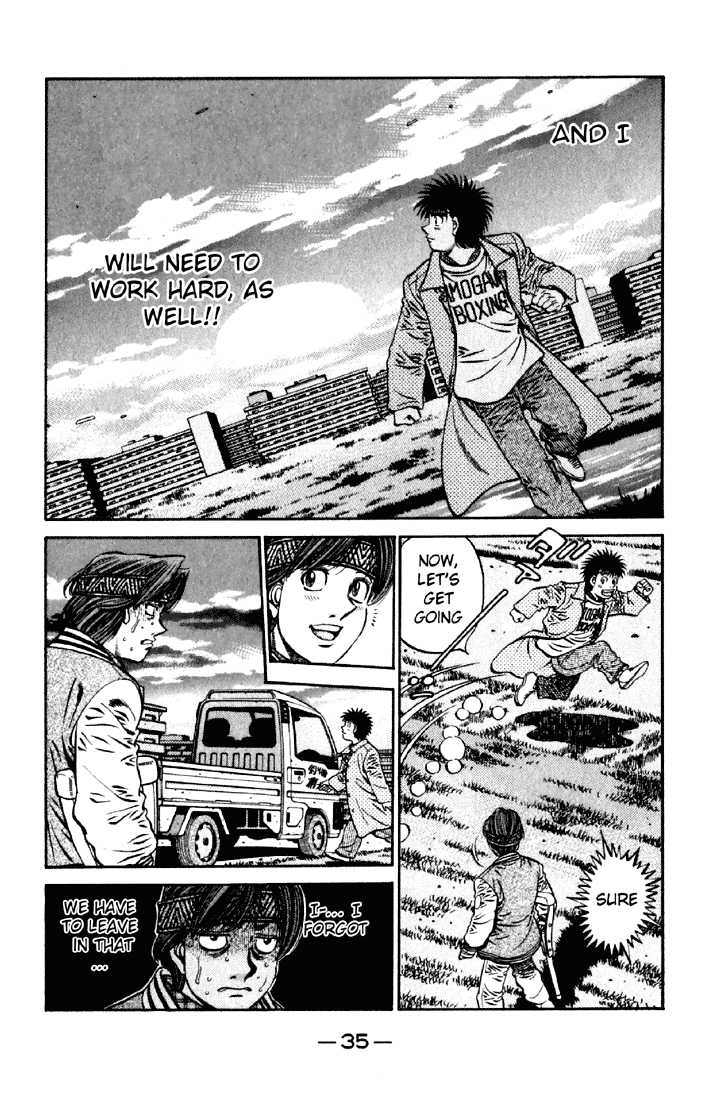 AND I
WILL NEED TO
WORK HARD, AS
WELL!!
MOGAW
BOXING
NOW,
LET'S
GET
GOING
SURE
I-... I
FORGOT
WE HAVE
TO LEAVE
IN THAT
...
—35—